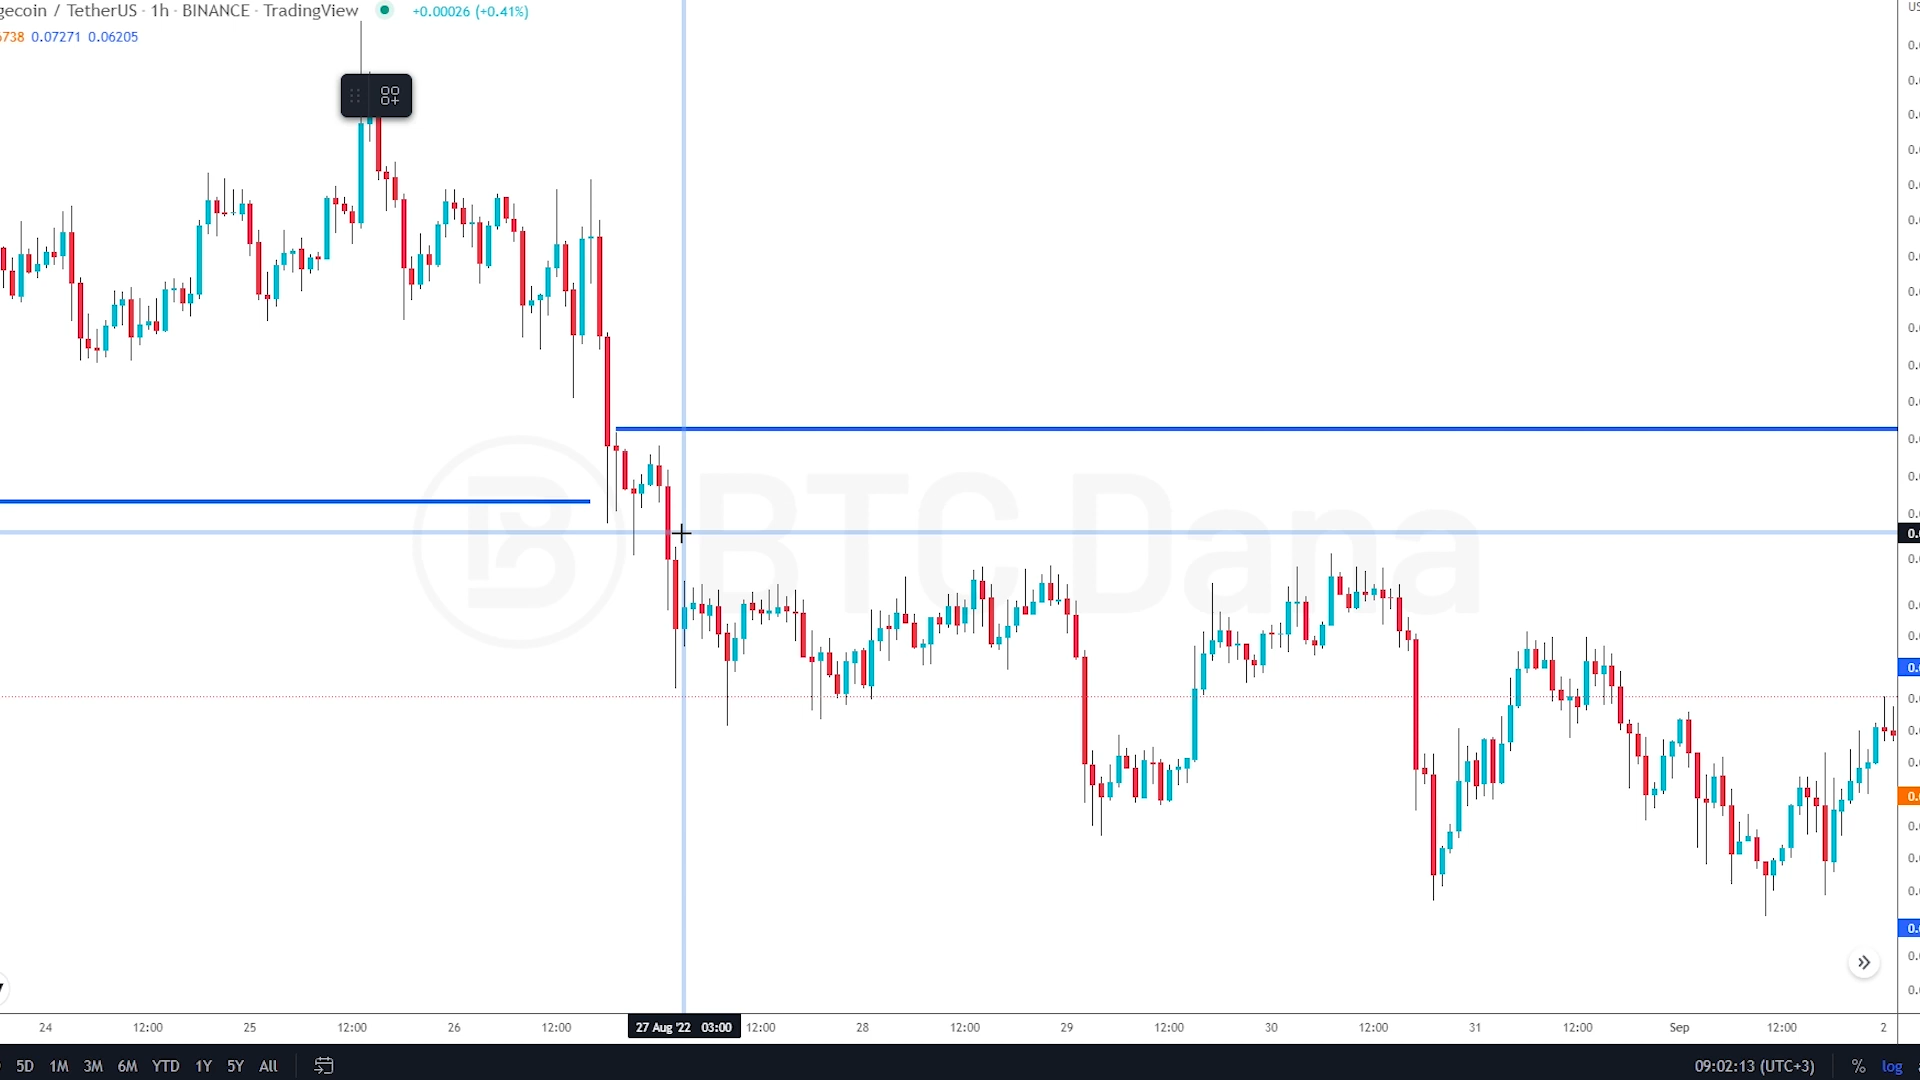 gecoin / TetherUS · 1h · BINANCE · TradingView +0.00026 (+0.41%)
6738 0.07271 0.06205
BTC Dana
24 12:00 25 12:00 26 12:00 27 Aug '22 03:00 12:00 28 12:00 29 12:00 30 12:00 31 12:00 Sep 12:00 2
5D 1M 3M 6M YTD 1Y 5Y All 09:02:13 (UTC+3) % log